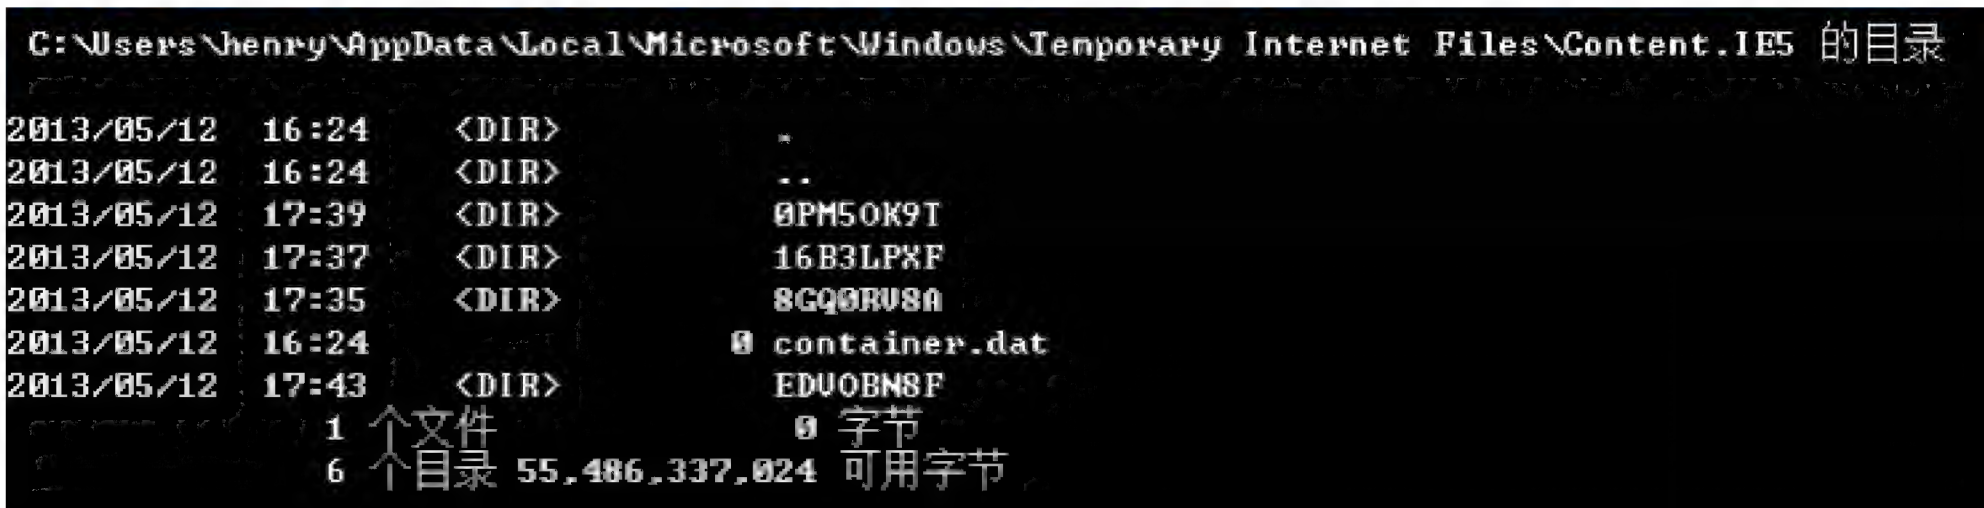 C:\Users\henry\AppData\Local\Microsoft\Windows\Temporary Internet Files\Content.IE5 的目录
2013/05/12  16:24    <DIR>          .
2013/05/12  16:24    <DIR>          ..
2013/05/12  17:39    <DIR>          0PM5OK9T
2013/05/12  17:37    <DIR>          16B3LPXF
2013/05/12  17:35    <DIR>          8GQ0RV8A
2013/05/12  16:24                 0 container.dat
2013/05/12  17:43    <DIR>          EDVOBN8F
1 个文件              0 字节
6 个目录 55,486,337,024 可用字节